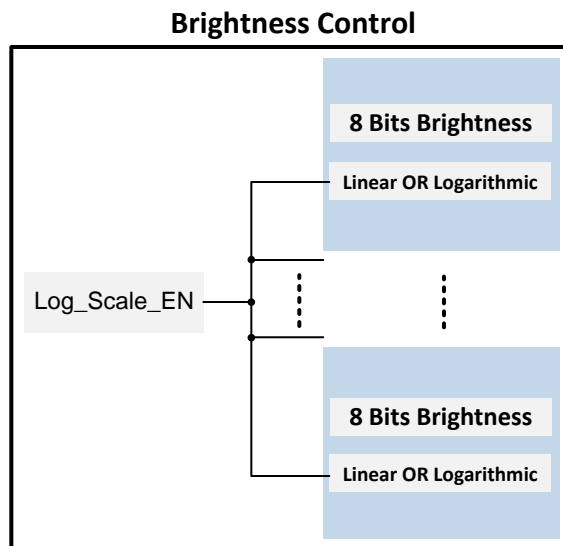 Brightness Control
8 Bits Brightness
Linear OR Logarithmic
Log_Scale_EN
8 Bits Brightness
Linear OR Logarithmic